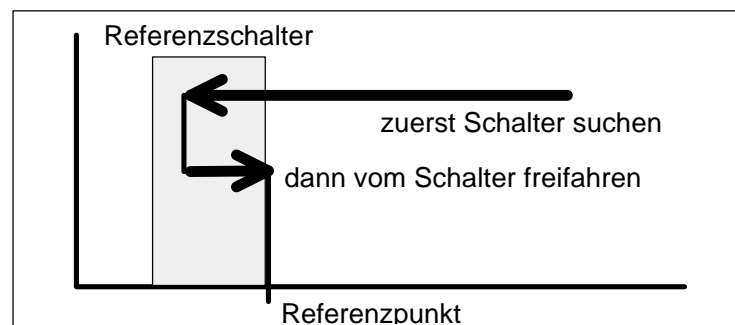 Referenzschalter
zuerst Schalter suchen
dann vom Schalter freifahren
Referenzpunkt